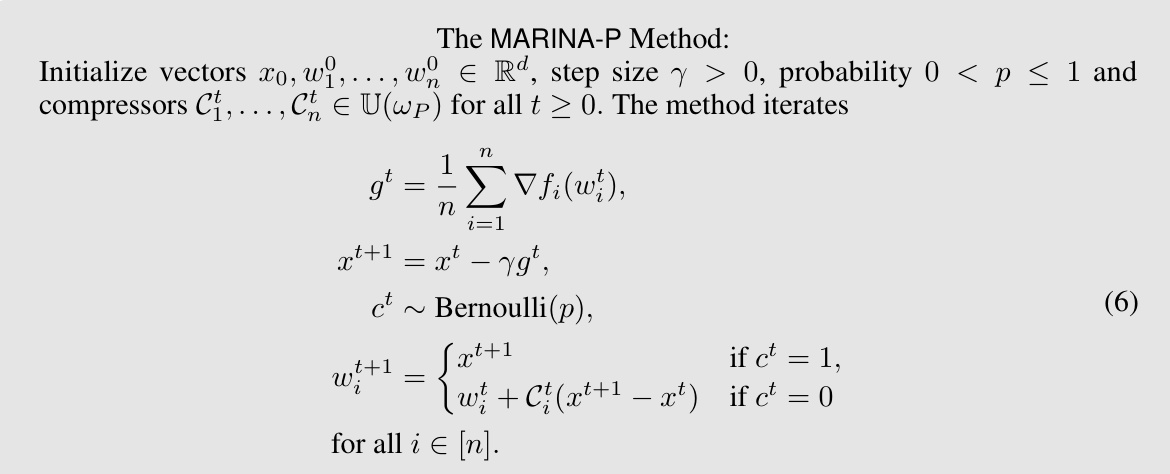 The MARINA-P Method:
Initialize vectors $x_0, w_1^0, \ldots, w_n^0 \in \mathbb{R}^d$, step size $\gamma > 0$, probability $0 < p \leq 1$ and
compressors $\mathcal{C}_1^t, \ldots, \mathcal{C}_n^t \in \mathbb{U}(\omega_P)$ for all $t \geq 0$. The method iterates
$g^t = \frac{1}{n} \sum_{i=1}^{n} \nabla f_i(w_i^t),$
$x^{t+1} = x^t - \gamma g^t,$
$c^t \sim \text{Bernoulli}(p),$
(6)
$w_i^{t+1} = \begin{cases} x^{t+1} & \text{if } c^t = 1, \\ w_i^t + \mathcal{C}_i^t(x^{t+1} - x^t) & \text{if } c^t = 0 \end{cases}$
for all $i \in [n]$.